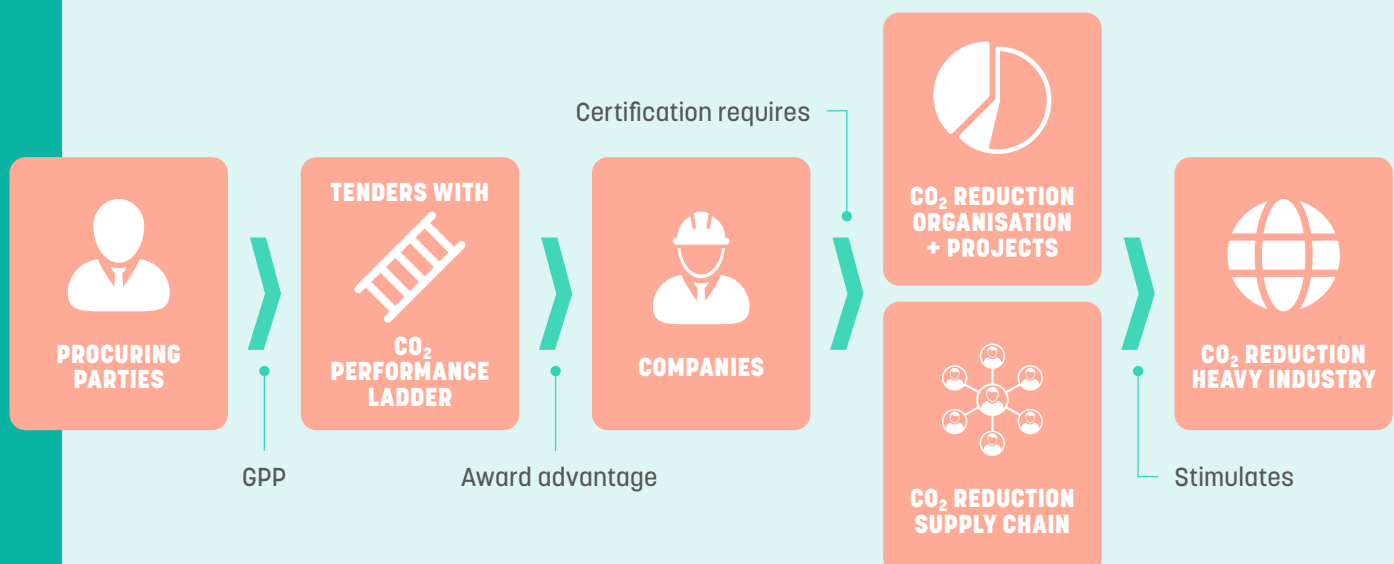 PROCURING
PARTIES
GPP
TENDERS WITH
CO₂
PERFORMANCE
LADDER
Award advantage
COMPANIES
Certification requires
CO₂ REDUCTION
ORGANISATION
+ PROJECTS
CO₂ REDUCTION
SUPPLY CHAIN
Stimulates
CO₂ REDUCTION
HEAVY INDUSTRY